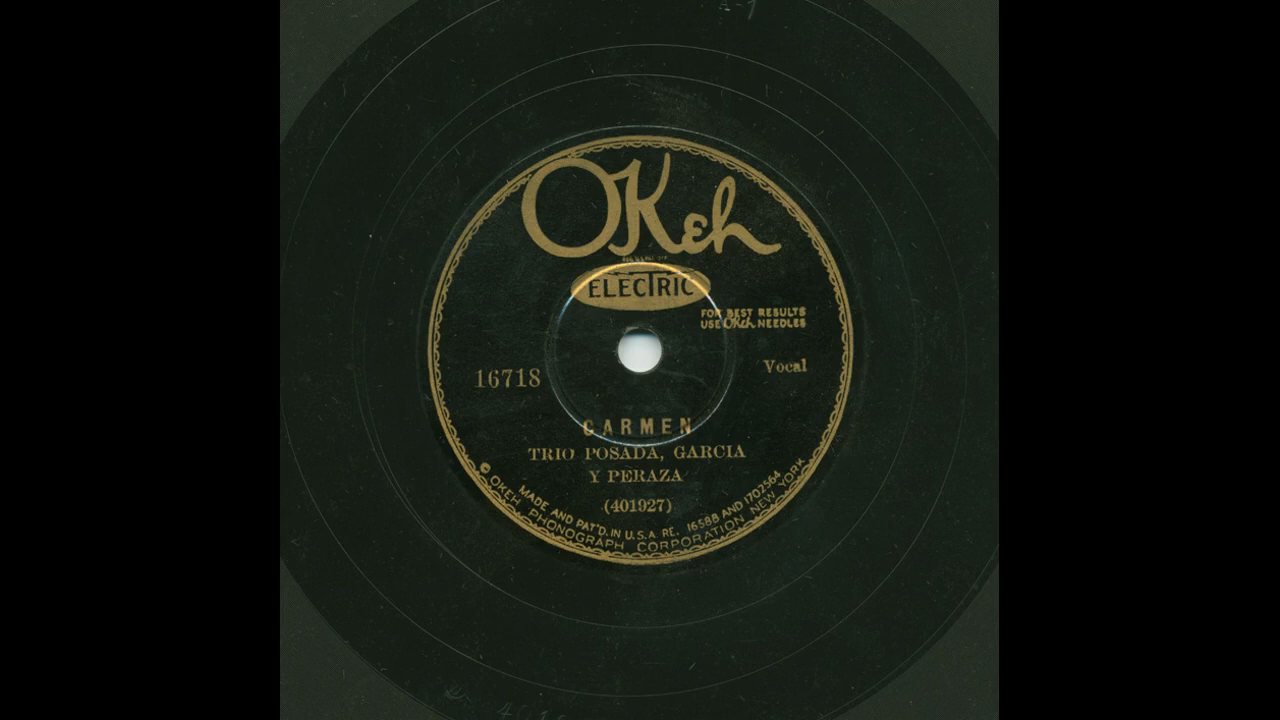 OKeh
ELECTRIC
FOR BEST RESULTS
USE OKeh NEEDLES
16718
Vocal
CARMEN
TRIO POSADA, GARCIA
Y PERAZA
(401927)
MADE AND PAT'D. IN U.S.A. RE. 16588 AND 1702564
© OKEH PHONOGRAPH CORPORATION NEW YORK